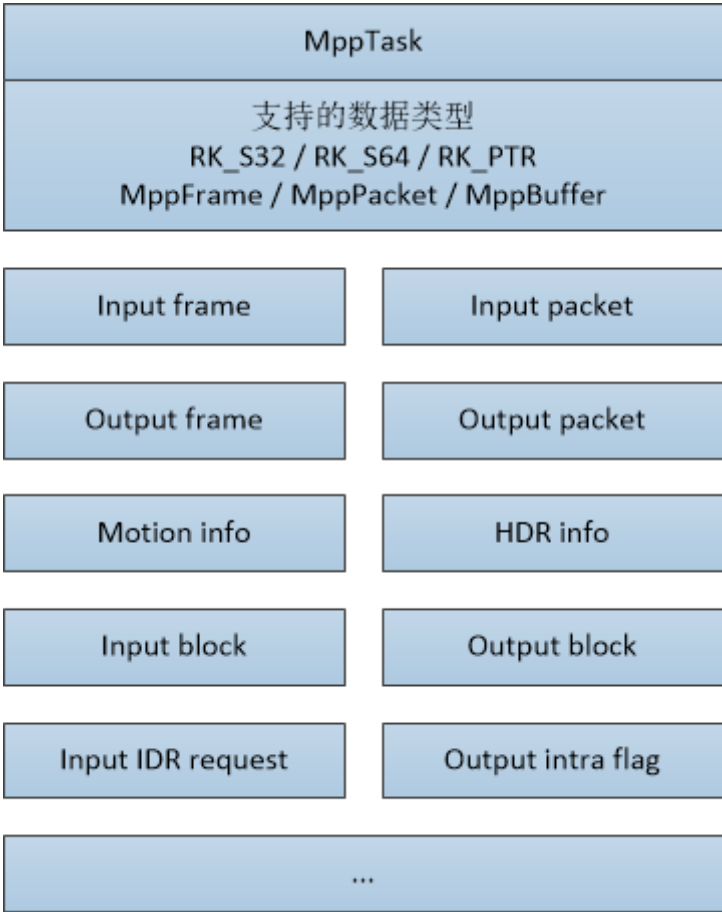 MppTask
支持的数据类型
RK_S32 / RK_S64 / RK_PTR
MppFrame / MppPacket / MppBuffer
Input frame
Input packet
Output frame
Output packet
Motion info
HDR info
Input block
Output block
Input IDR request
Output intra flag
...